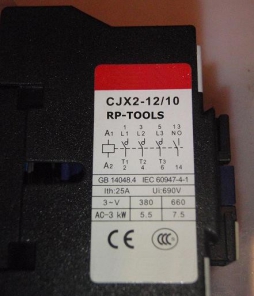 CJX2-12/10
RP-TOOLS
1 3 5 13
A1 L1 L2 L3 NO
A2 T1 T2 T3
2 4 6 14
GB 14048.4 IEC 60947-4-1
Ith:25A Ui:690V
3~V 380 660
AC-3 kW 5.5 7.5
CE CCC